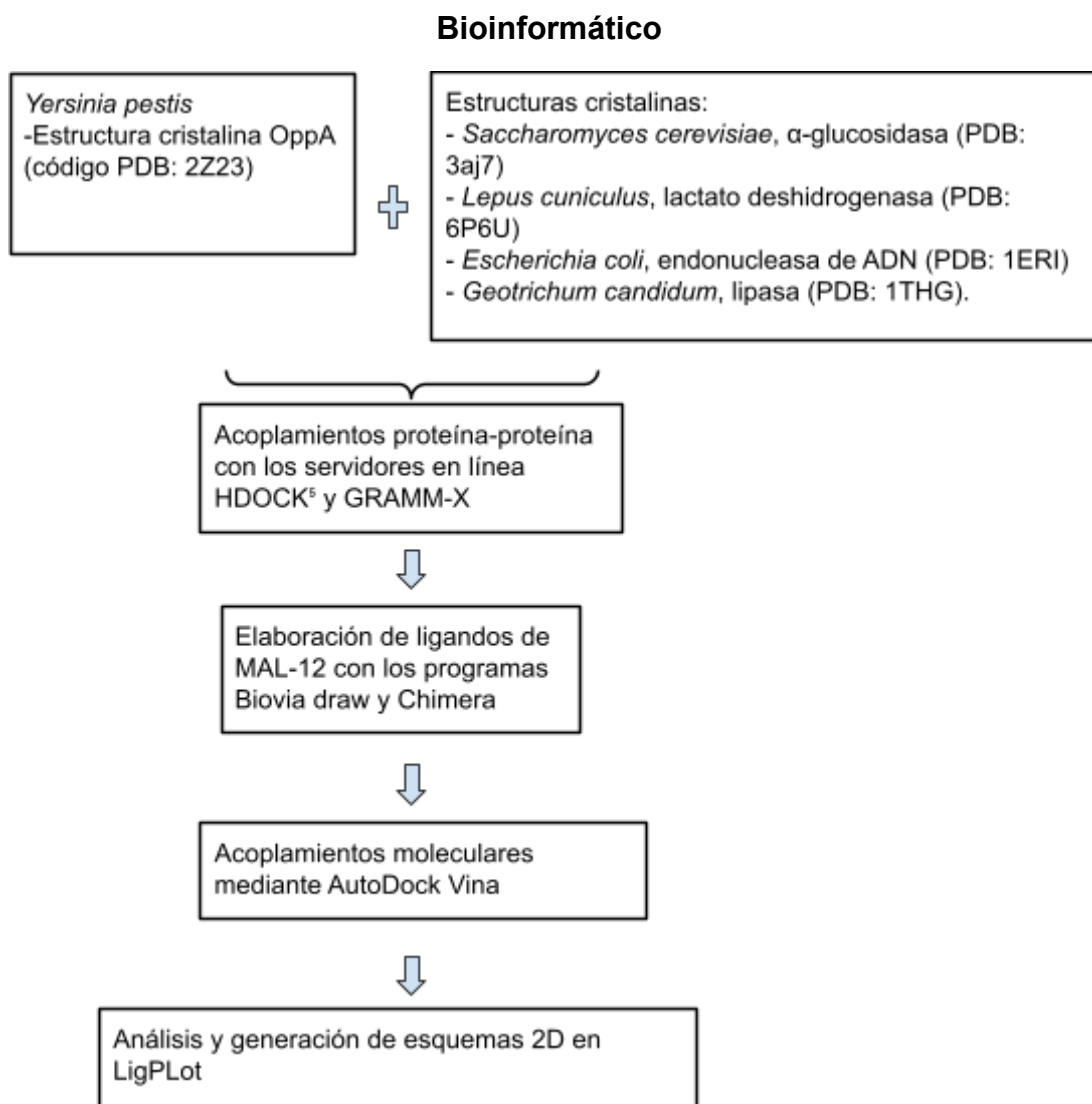 Bioinformático
Yersinia pestis
-Estructura cristalina OppA
(código PDB: 2Z23)
Estructuras cristalinas:
- Saccharomyces cerevisiae, α-glucosidasa (PDB:
3aj7)
- Lepus cuniculus, lactato deshidrogenasa (PDB:
6P6U)
- Escherichia coli, endonucleasa de ADN (PDB: 1ERI)
- Geotrichum candidum, lipasa (PDB: 1THG).
Acoplamientos proteína-proteína
con los servidores en línea
HDOCK⁵ y GRAMM-X
Elaboración de ligandos de
MAL-12 con los programas
Biovia draw y Chimera
Acoplamientos moleculares
mediante AutoDock Vina
Análisis y generación de esquemas 2D en
LigPLot